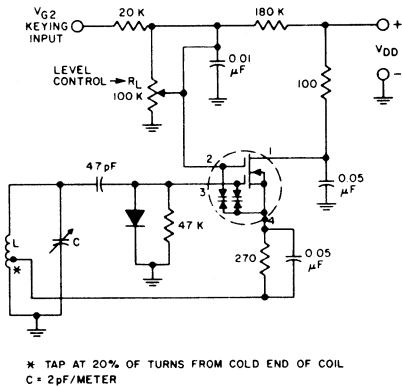 VG2
KEYING
INPUT
20 K
180 K
+
VDD
−
LEVEL
CONTROL → RL
100 K
0.01
µF
100
1
2
47pF
3
0.05
µF
L
*
C
47 K
4
270
0.05
µF
* TAP AT 20% OF TURNS FROM COLD END OF COIL
C = 2pF/METER